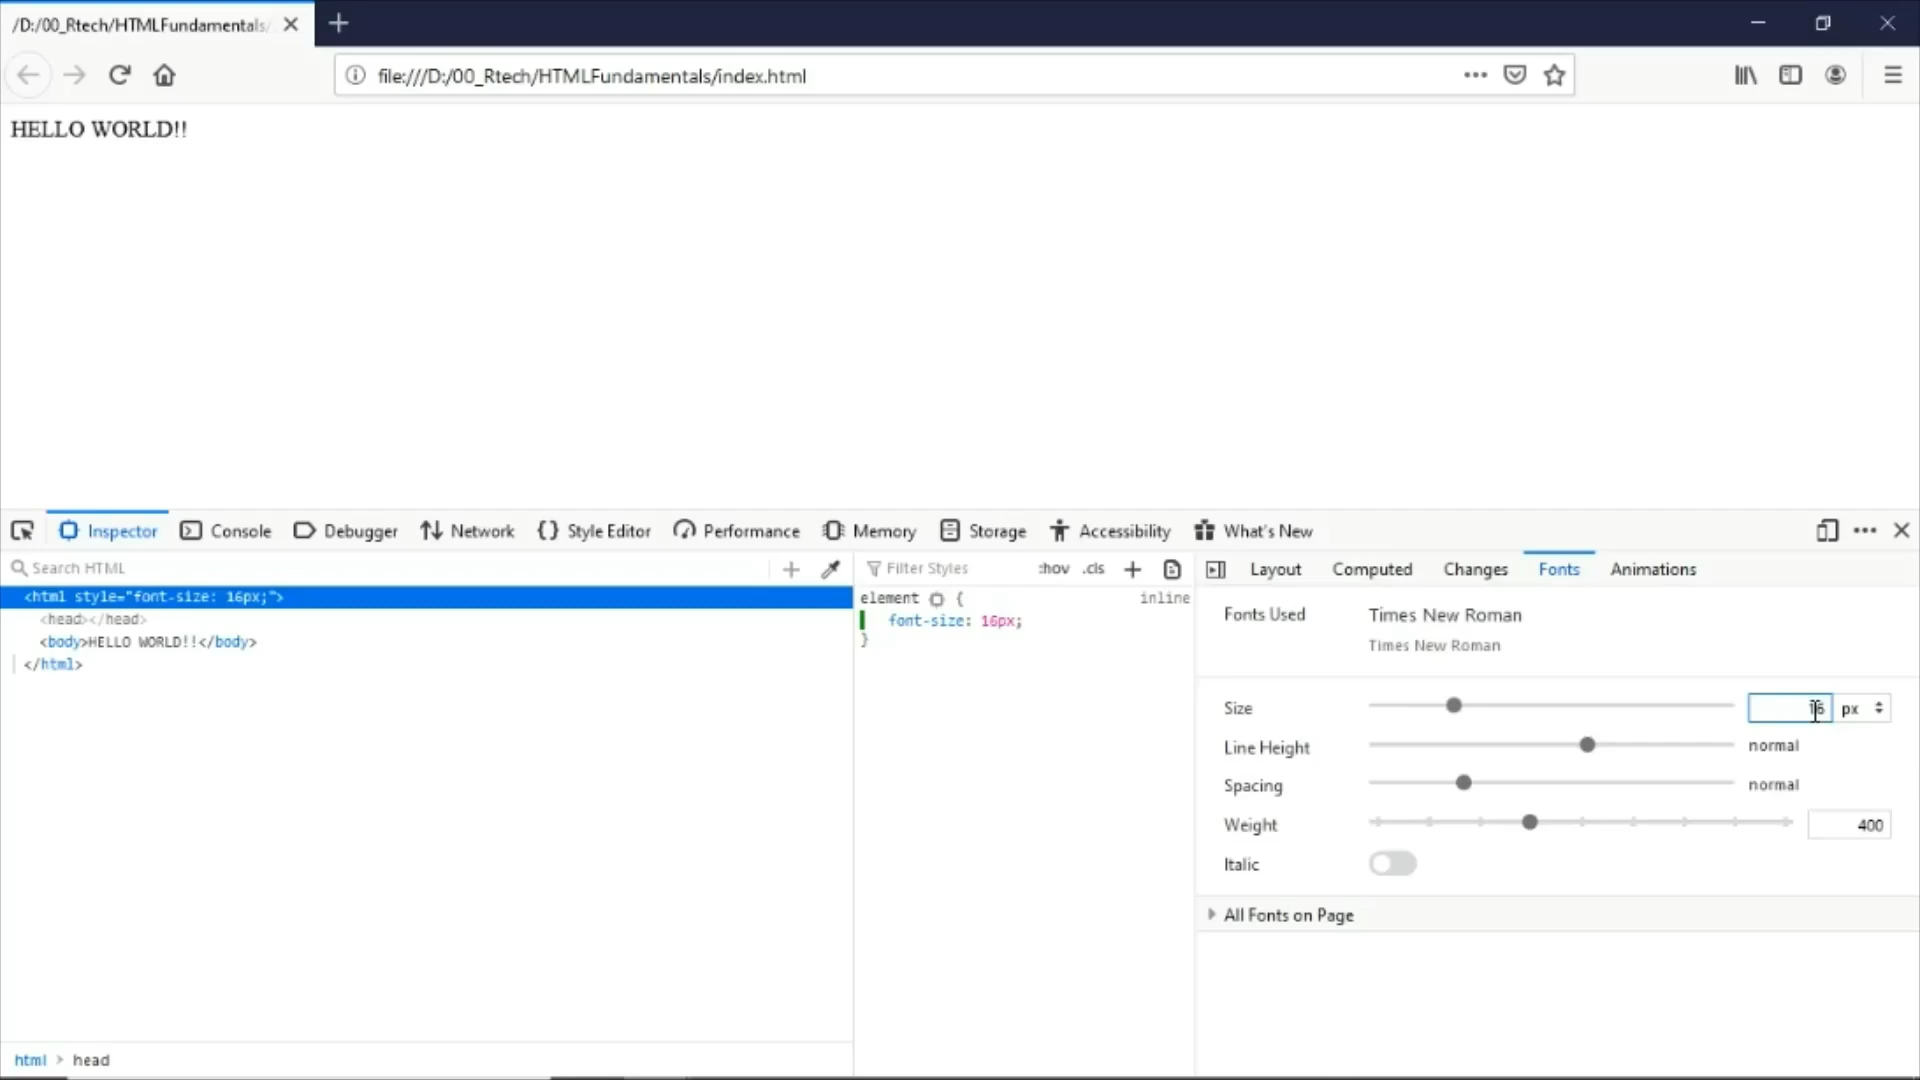 /D:/00_Rtech/HTMLFundamentals/
file:///D:/00_Rtech/HTMLFundamentals/index.html
HELLO WORLD!!
Inspector Console Debugger Network {} Style Editor Performance Memory Storage Accessibility What's New
Search HTML
Filter Styles :hov .cls
Layout Computed Changes Fonts Animations
<html style="font-size: 16px;">
<head></head>
<body>HELLO WORLD!!</body>
</html>
element { inline
font-size: 16px;
}
Fonts Used Times New Roman
Times New Roman
Size 16 px
Line Height normal
Spacing normal
Weight 400
Italic
All Fonts on Page
html > head